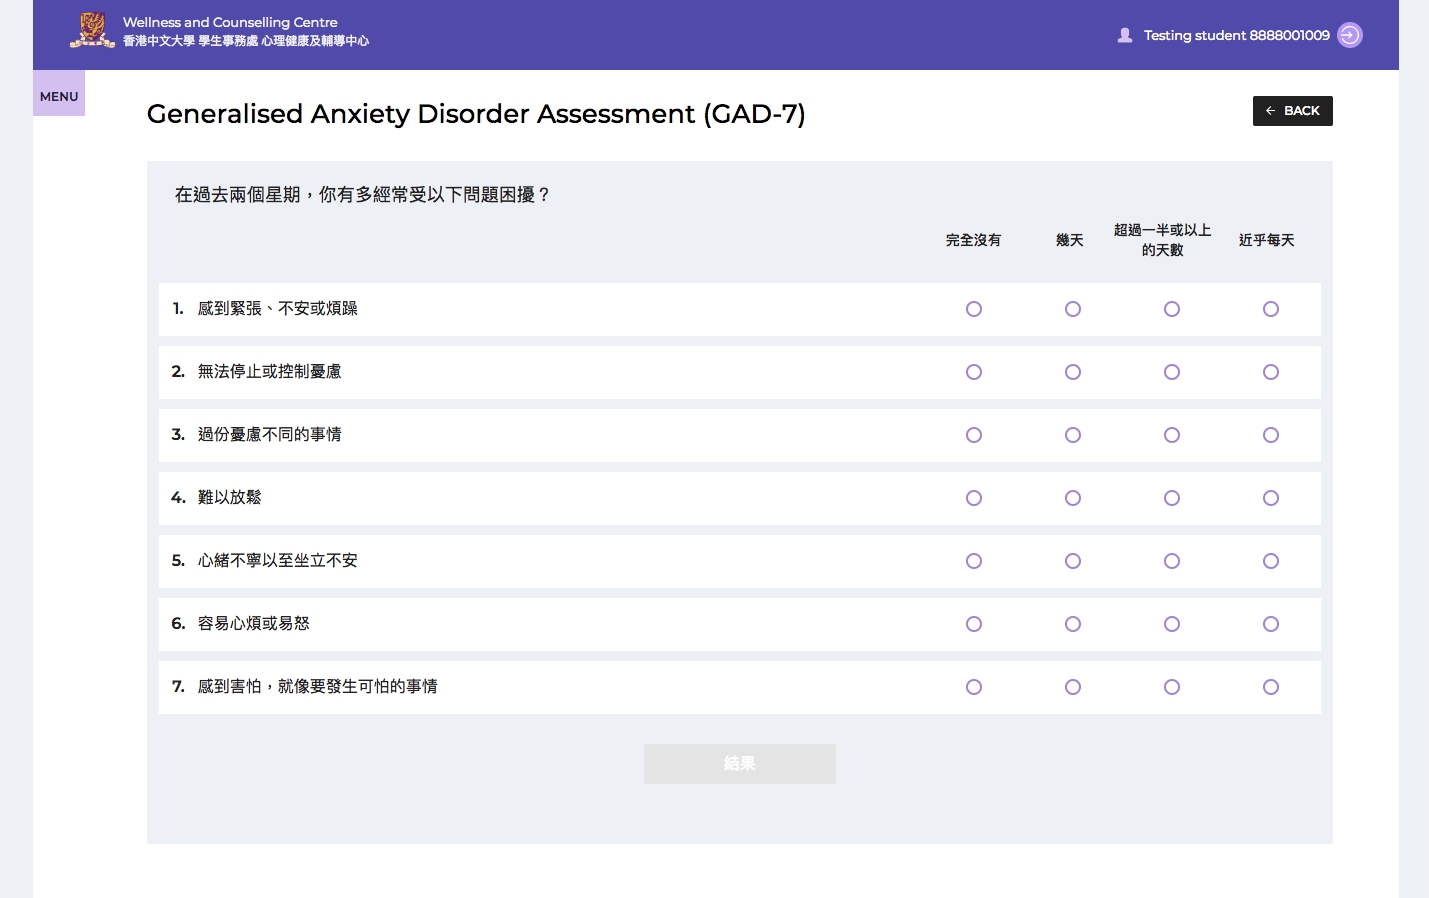 Wellness and Counselling Centre
香港中文大學 學生事務處 心理健康及輔導中心
Testing student 8888001009
MENU
Generalised Anxiety Disorder Assessment (GAD-7)
← BACK
在過去兩個星期，你有多經常受以下問題困擾？
完全沒有
幾天
超過一半或以上
的天數
近乎每天
1. 感到緊張、不安或煩躁
2. 無法停止或控制憂慮
3. 過份憂慮不同的事情
4. 難以放鬆
5. 心緒不寧以至坐立不安
6. 容易心煩或易怒
7. 感到害怕，就像要發生可怕的事情
結果